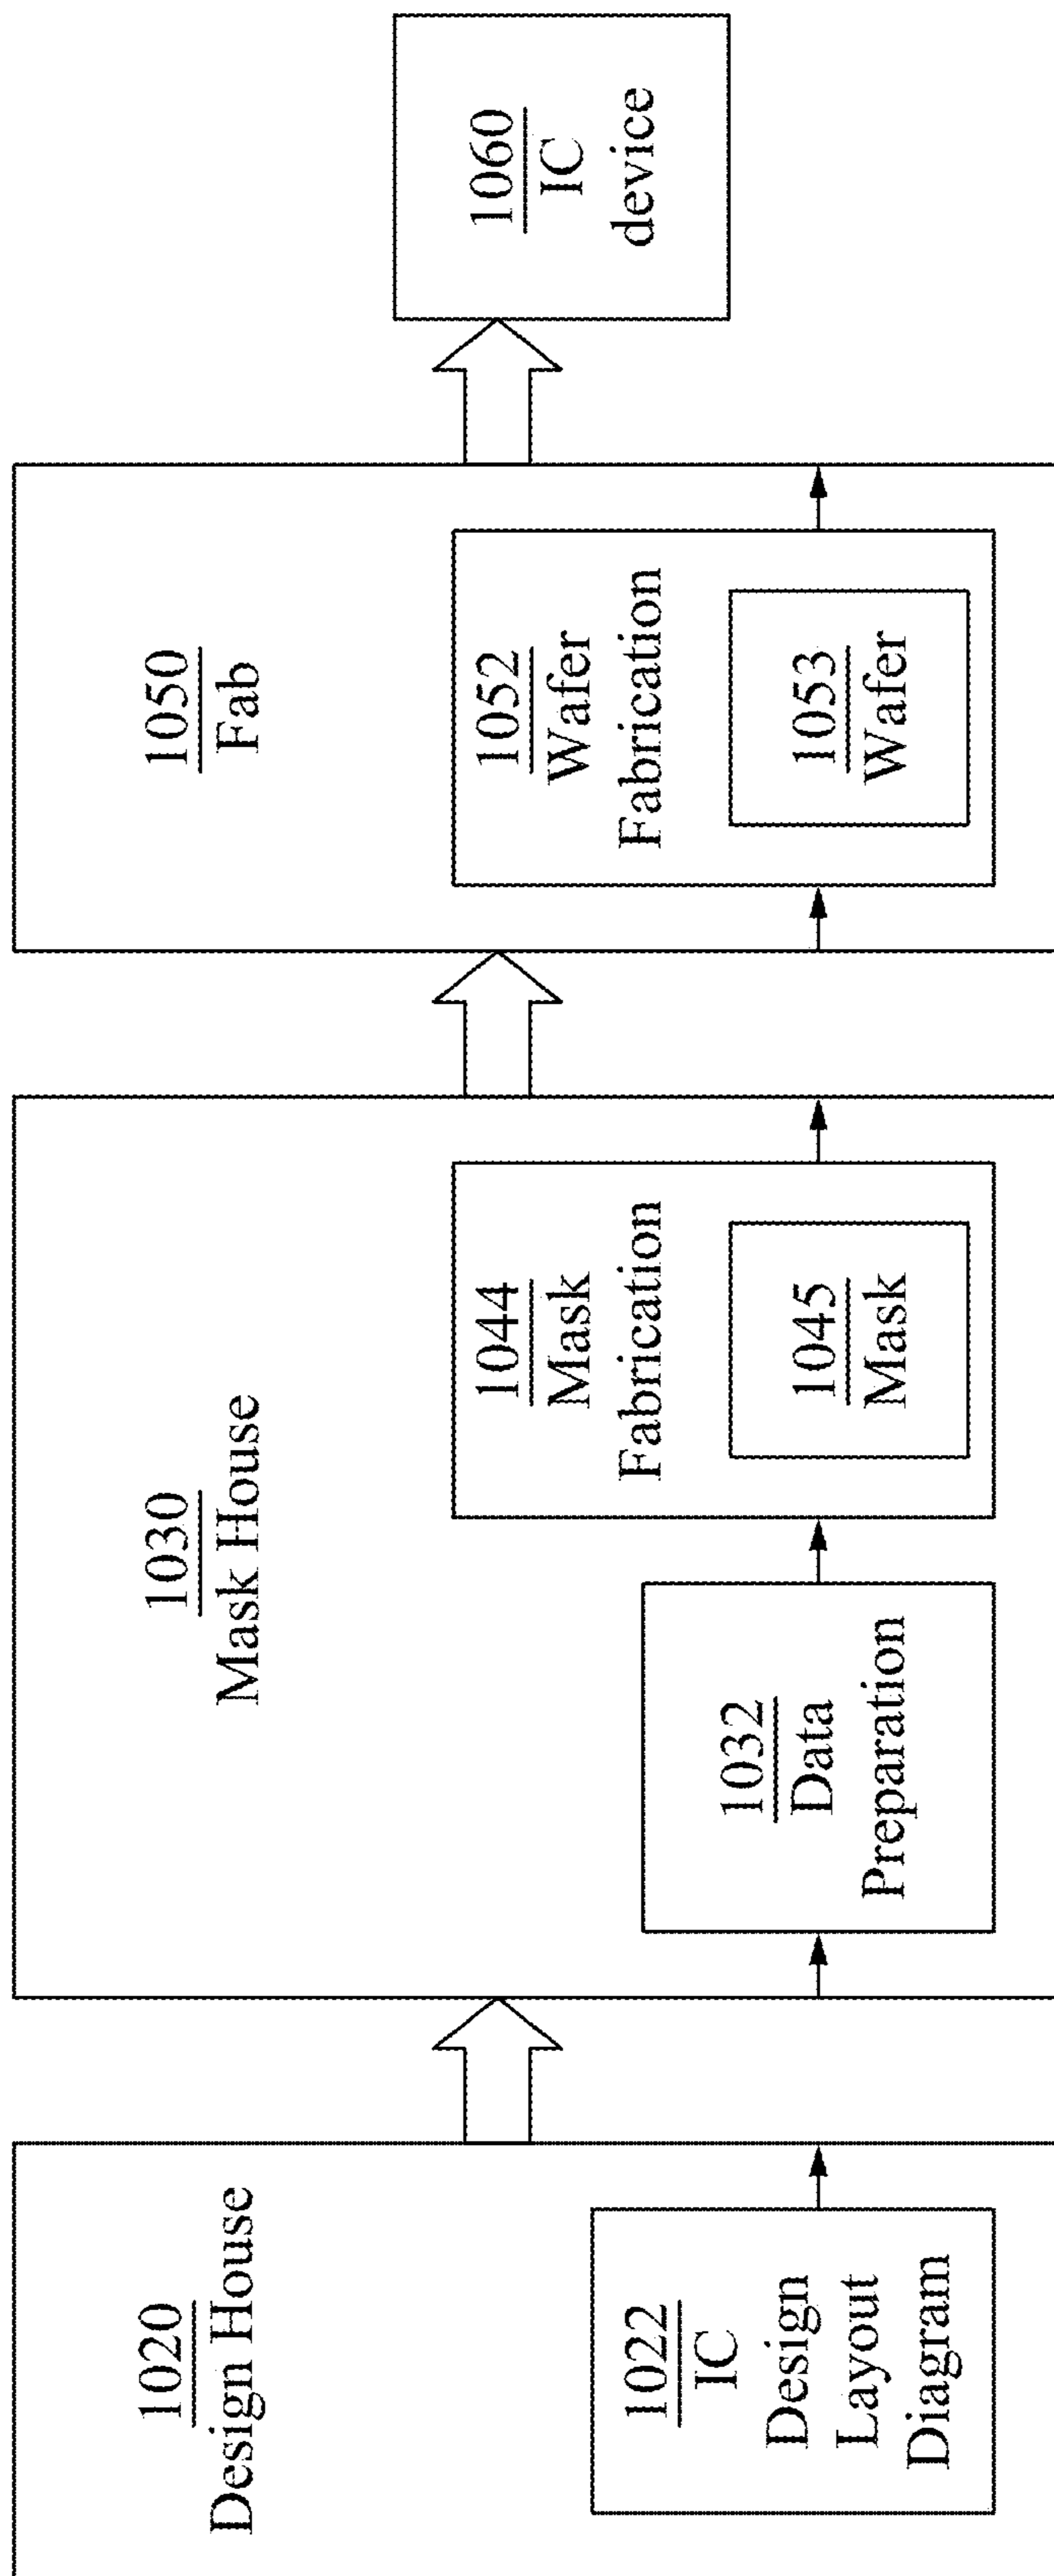 1020
Design House
1022
IC
Design
Layout
Diagram
1030
Mask House
1032
Data
Preparation
1044
Mask
Fabrication
1045
Mask
1050
Fab
1052
Wafer
Fabrication
1053
Wafer
1060
IC
device